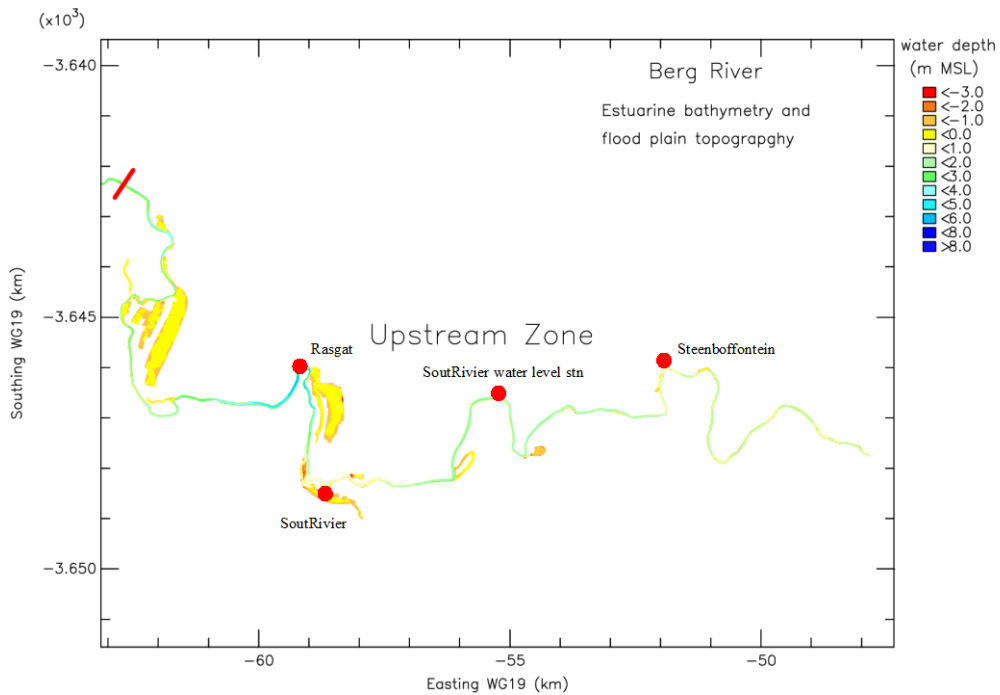 (x10³)
water depth
(m MSL)
<-3.0
<-2.0
<-1.0
<0.0
<1.0
<2.0
<3.0
<4.0
<5.0
<6.0
<8.0
>8.0
Berg River
Estuarine bathymetry and
flood plain topograpghy
-3.640
-3.645
-3.650
Southing WG19 (km)
Upstream Zone
Rasgat
SoutRivier water level stn
Steenboffontein
SoutRivier
-60
-55
-50
Easting WG19 (km)